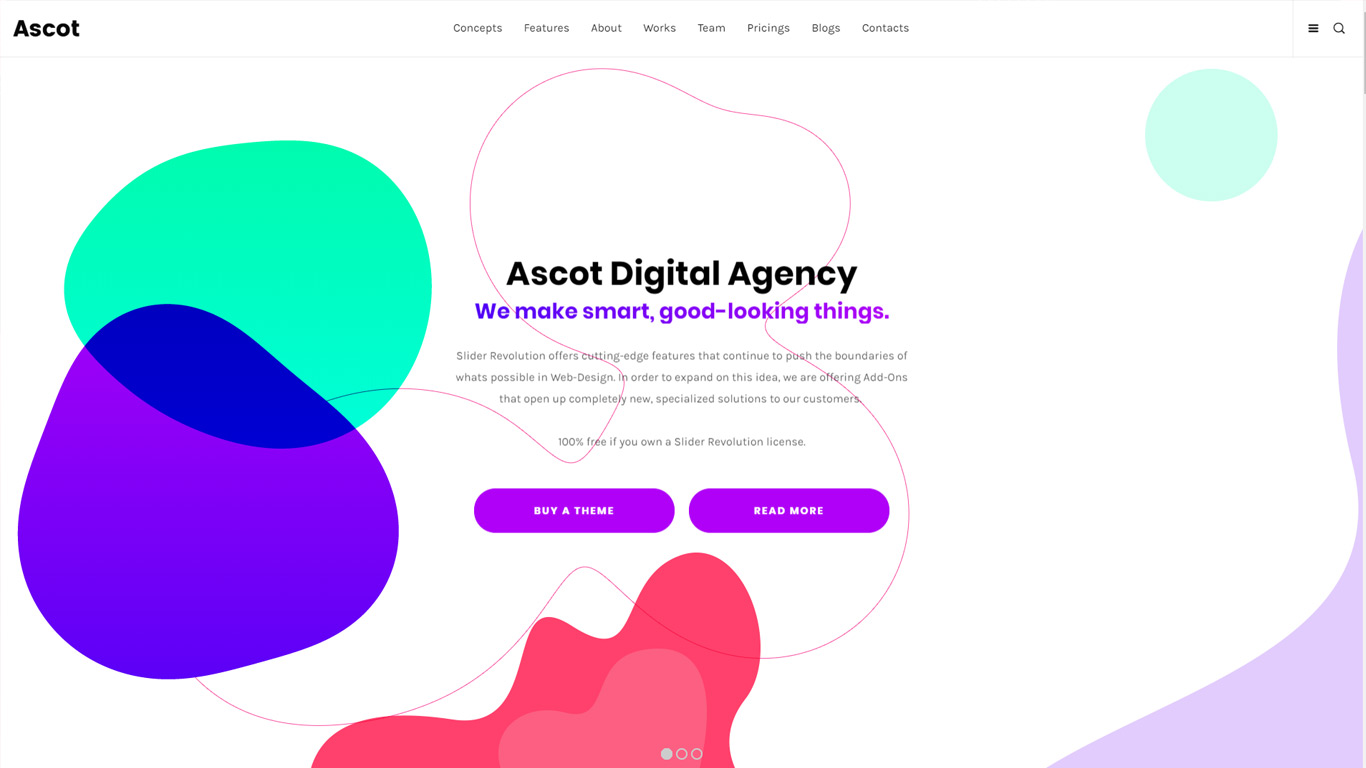 Ascot
Concepts Features About Works Team Pricings Blogs Contacts
Ascot Digital Agency
We make smart, good-looking things.
Slider Revolution offers cutting-edge features that continue to push the boundaries of
whats possible in Web-Design. In order to expand on this idea, we are offering Add-Ons
that open up completely new, specialized solutions to our customers.
100% free if you own a Slider Revolution license.
BUY A THEME READ MORE